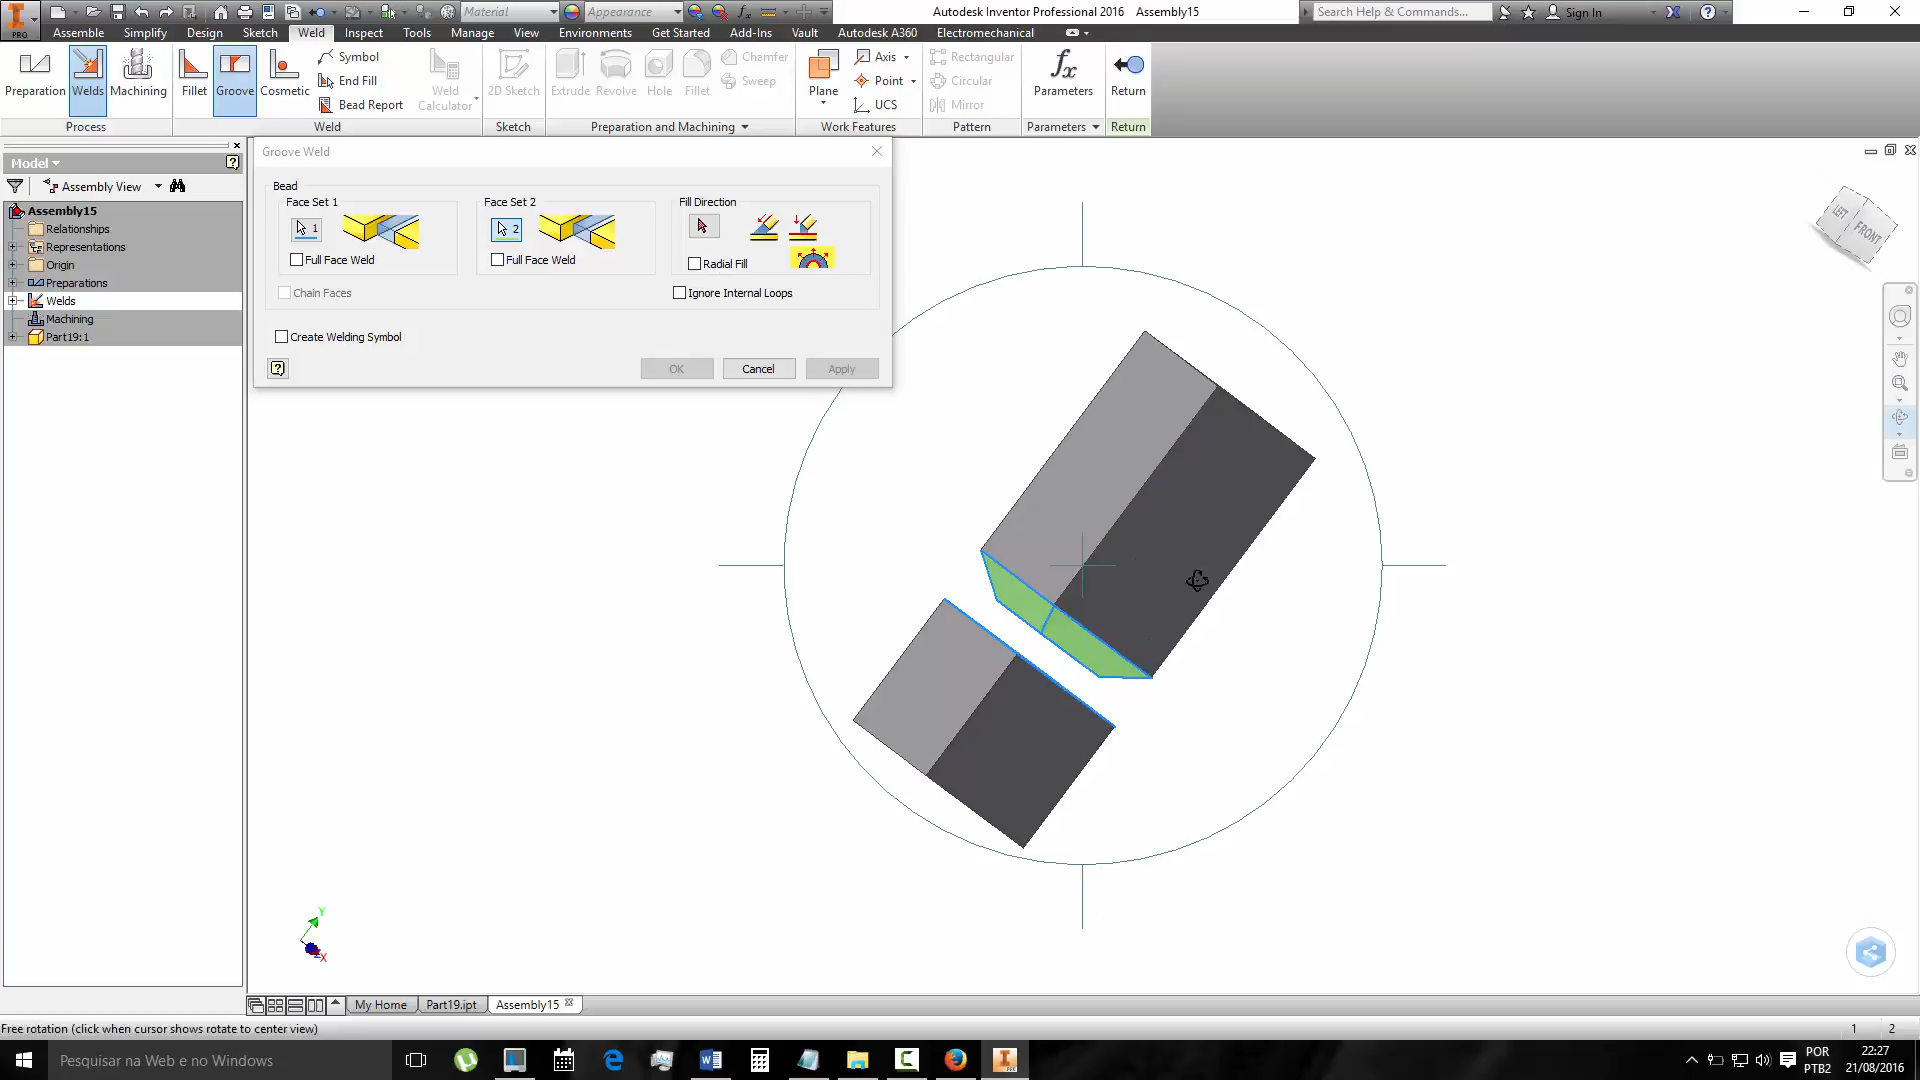 Material
Appearance
Autodesk Inventor Professional 2016 Assembly15
Search Help & Commands...
Sign In
PRO
Assemble Simplify Design Sketch Weld Inspect Tools Manage View Environments Get Started Add-Ins Vault Autodesk A360 Electromechanical
Preparation Welds Machining
Fillet Groove Cosmetic
Symbol
End Fill
Bead Report
Weld Calculator
2D Sketch
Extrude Revolve Hole Fillet
Chamfer
Sweep
Plane
Axis
Point
UCS
Rectangular
Circular
Mirror
Parameters
Return
Process Weld Sketch Preparation and Machining Work Features Pattern Parameters Return
Model
Assembly View
Assembly15
Relationships
Representations
Origin
Preparations
Welds
Machining
Part19:1
Groove Weld
Bead
Face Set 1
1
Full Face Weld
Face Set 2
2
Full Face Weld
Fill Direction
Radial Fill
Chain Faces
Ignore Internal Loops
Create Welding Symbol
OK Cancel Apply
LEFT FRONT
Y
Z
X
My Home Part19.ipt Assembly15
Free rotation (click when cursor shows rotate to center view)
1 2
Pesquisar na Web e no Windows
POR
PTB2
22:27
21/08/2016